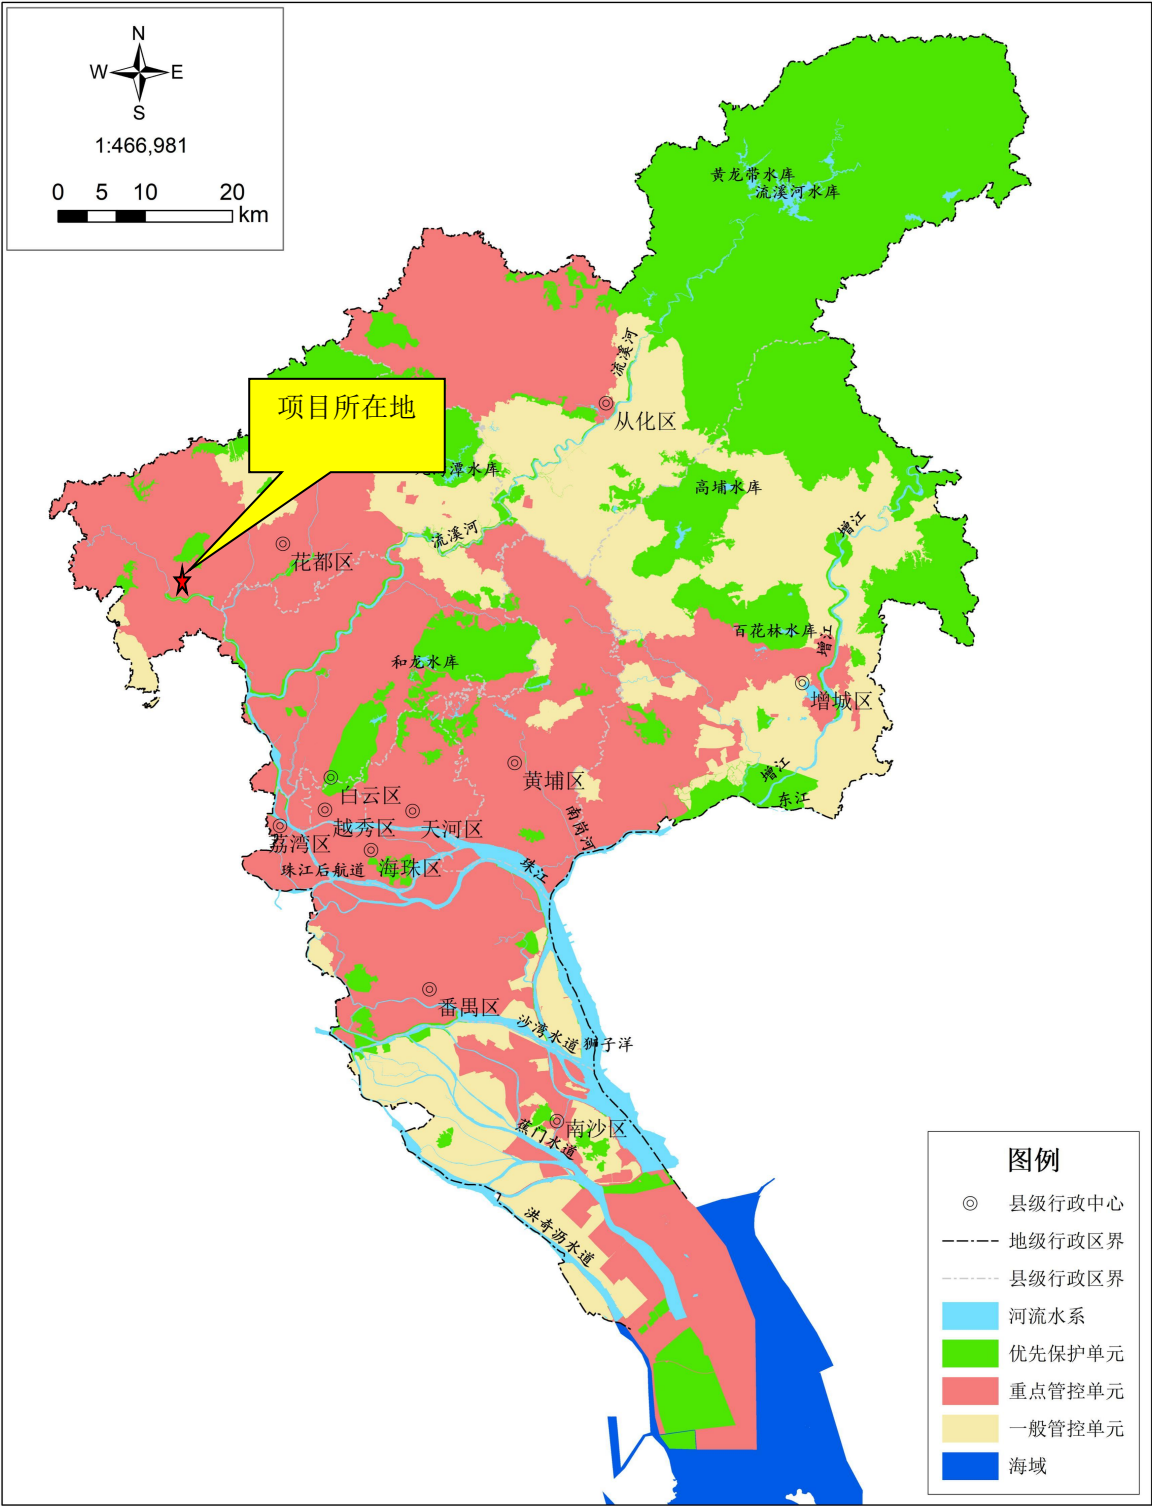 N
W E
S
1:466,981
0 5 10 20
km
黄龙带水库
流溪河水库
流溪河
项目所在地
从化区
潭水库
高埔水库
流溪河
增江
花都区
百花林水库
增江
和龙水库
增城区
增江
黄埔区
白云区
东江
越秀区
天河区
南岗河
荔湾区
海珠区
珠江后航道
珠江
番禺区
沙湾水道
狮子洋
南沙区
蕉门水道
洪奇沥水道
图例
县级行政中心
地级行政区界
县级行政区界
河流水系
优先保护单元
重点管控单元
一般管控单元
海域